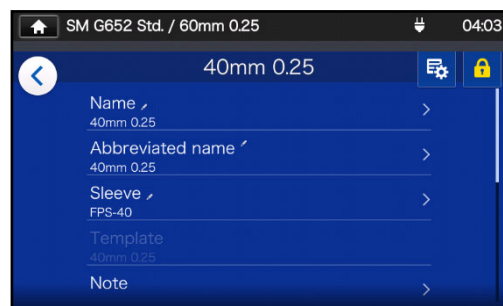 SM G652 Std. / 60mm 0.25 04:03
40mm 0.25
Name
40mm 0.25
Abbreviated name
40mm 0.25
Sleeve
FPS-40
Template
40mm 0.25
Note